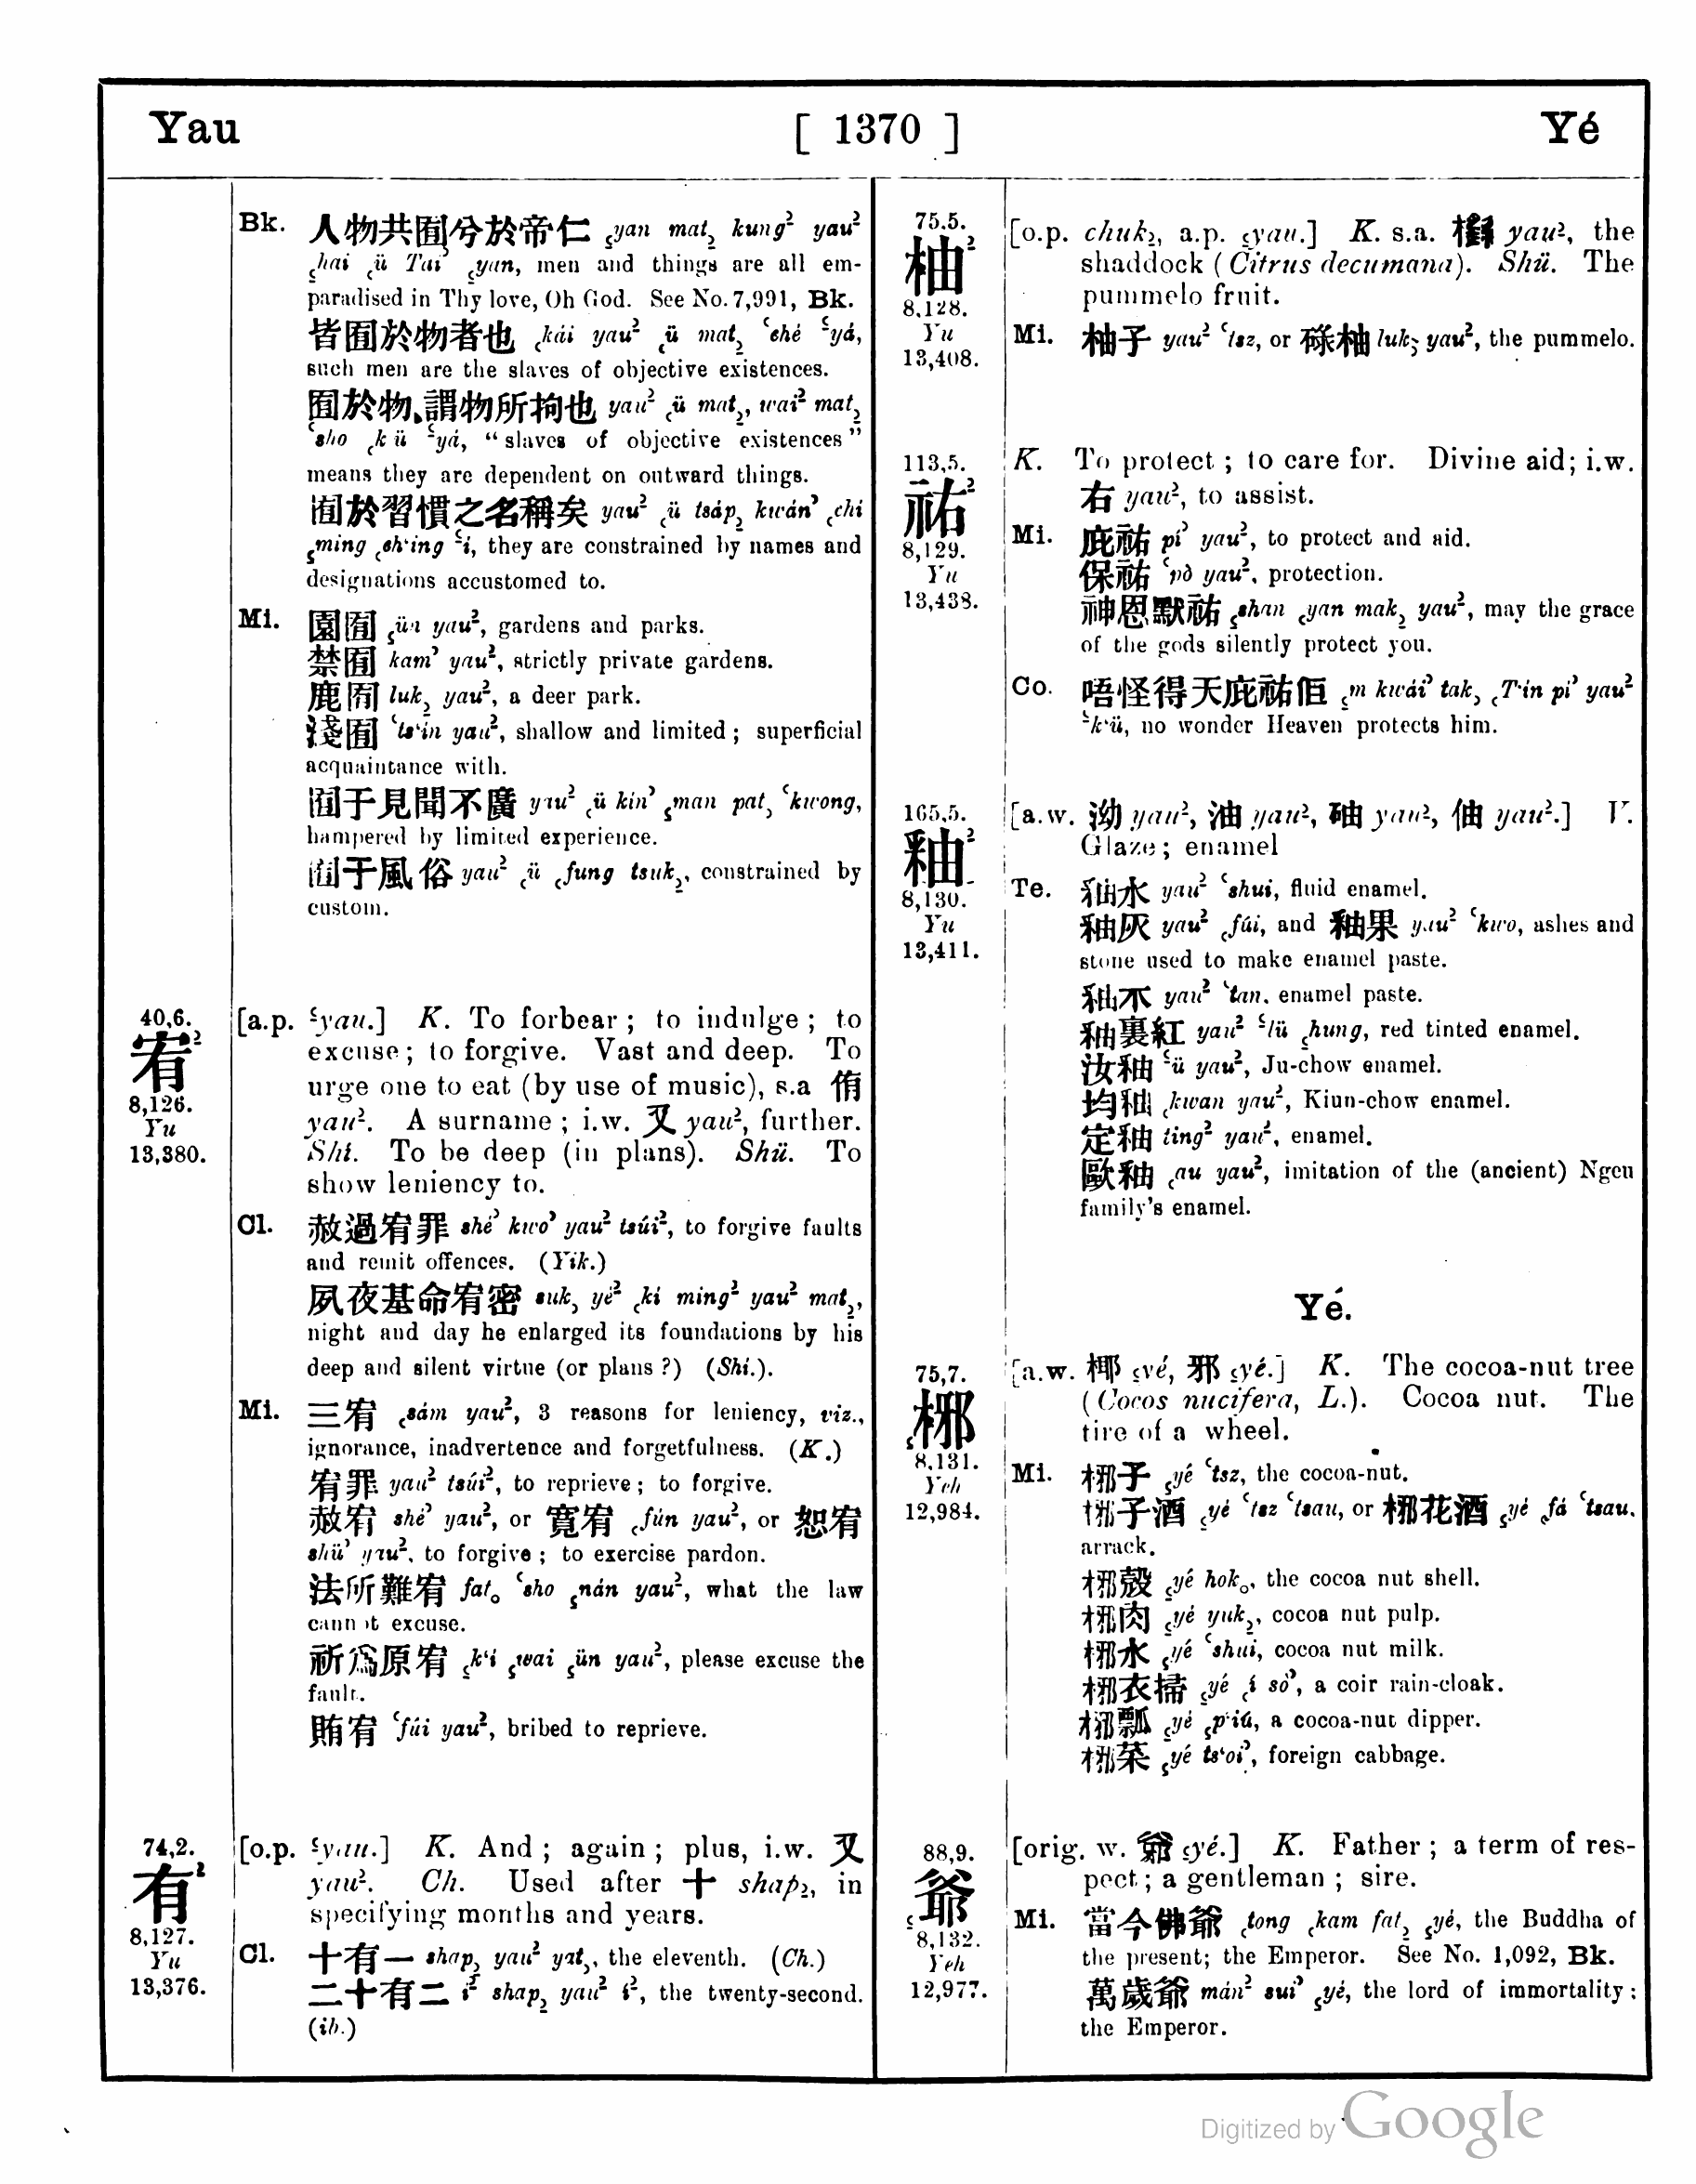 Yau
[ 1370 ]
Yé
Bk. 人物共囿兮於帝仁 ꜁yan mat꜇ kung² yau²
꜁hai ꜀ü Tai꜄ ꜁yan, men and things are all em-
paradised in Thy love, Oh God. See No. 7,991, Bk.
皆囿於物者也 ꜀kái yau² ꜀ü mat꜇ ꜂ché ꜃yá,
such men are the slaves of objective existences.
囿於物、謂物所拘也 yau² ꜀ü mat꜇, wai² mat꜇
꜂sho ꜀k'ü ꜃yá, “slaves of objective existences”
means they are dependent on outward things.
囿於習慣之名稱矣 yau² ꜀ü tsáp꜇ kwán꜄ ꜀chi
꜁ming ꜀ch‘ing ꜃i, they are constrained by names and
designations accustomed to.
Mi. 園囿 ꜁ün yau², gardens and parks.
禁囿 kam꜄ yau², strictly private gardens.
鹿囿 luk꜇ yau², a deer park.
淺囿 ꜂ts‘in yau², shallow and limited; superficial
acquaintance with.
囿于見聞不廣 yau² ꜀ü kin꜄ ꜁man pat꜆ ꜂kwong,
hampered by limited experience.
囿于風俗 yau² ꜀ü ꜀fung tsuk꜇, constrained by
custom.
40,6.
宥²
8,126.
Yu
13,380.
[a.p. ꜃yau.] K. To forbear; to indulge; to
excuse; to forgive. Vast and deep. To
urge one to eat (by use of music), s.a 侑
yau². A surname; i.w. 又 yau², further.
Shí. To be deep (in plans). Shü. To
show leniency to.
Cl. 赦過宥罪 shé꜄ kwo꜄ yau² tsúi², to forgive faults
and remit offences. (Yik.)
夙夜基命宥密 suk꜆ yé² ꜀ki ming² yau² mat꜇,
night and day he enlarged its foundations by his
deep and silent virtue (or plans?) (Shí.).
Mi. 三宥 ꜀sám yau², 3 reasons for leniency, viz.,
ignorance, inadvertence and forgetfulness. (K.)
宥罪 yau² tsúi², to reprieve; to forgive.
赦宥 shé꜄ yau², or 寬宥 ꜀fún yau², or 恕宥
shü꜄ yau², to forgive; to exercise pardon.
法所難宥 fat꜀ ꜂sho ꜁nán yau², what the law
cannot excuse.
祈爲原宥 ꜁k‘i ꜁wai ꜁ün yau², please excuse the
fault.
賄宥 ꜂fúi yau², bribed to reprieve.
74,2.
有²
8,127.
Yu
13,376.
[o.p. ꜃yau.] K. And; again; plus, i.w. 又
yau². Ch. Used after 十 shap꜇, in
specifying months and years.
Cl. 十有一 shap꜇ yau² yat꜆, the eleventh. (Ch.)
二十有二 í² shap꜇ yau² í², the twenty-second.
(ib.)
75.5.
柚²
8,128.
Yu
13,408.
[o.p. chuk꜇, a.p. ꜁yau.] K. s.a. yau², the
shaddock (Citrus decumana). Shü. The
pummelo fruit.
Mi. 柚子 yau² ꜂tsz, or 碌柚 luk꜆ yau², the pummelo.
113,5.
祐²
8,129.
Yu
13,438.
K. To protect; to care for. Divine aid; i.w.
右 yau², to assist.
Mi. 庇祐 pí꜄ yau², to protect and aid.
保祐 ꜂pò yau², protection.
神恩默祐 ꜁shan ꜀yan mak꜇ yau², may the grace
of the gods silently protect you.
Co. 唔怪得天庇祐佢 ꜁m kwái꜄ tak꜆ ꜀T‘in pí꜄ yau²
꜃k‘ü, no wonder Heaven protects him.
165,5.
釉²
8,130.
Yu
13,411.
[a.w. 泑 yau², 油 yau², 䂊 yau², 㑀 yau².] V.
Glaze; enamel
Te. 釉水 yau² ꜂shui, fluid enamel.
釉灰 yau² ꜀fúi, and 釉果 yau² ꜂kwo, ashes and
stone used to make enamel paste.
釉不 yau² ꜂tan, enamel paste.
釉裏紅 yau² ꜃lü ꜁hung, red tinted enamel.
汝釉 ꜃ü yau², Ju-chow enamel.
均釉 ꜀kwan yau², Kiun-chow enamel.
定釉 ting² yau², enamel.
歐釉 ꜀au yau², imitation of the (ancient) Ngeu
family's enamel.
Yé.
75,7.
꜁梛
8,131.
Yeh
12,984.
[a.w. 椰 ꜁yé, 邪 ꜁yé.] K. The cocoa-nut tree
(Cocos nucifera, L.). Cocoa nut. The
tire of a wheel.
Mi. 梛子 ꜁yé ꜂tsz, the cocoa-nut.
梛子酒 ꜁yé ꜂tsz ꜂tsau, or 梛花酒 ꜁yé ꜀fá ꜂tsau,
arrack.
梛殼 ꜁yé hok꜀, the cocoa nut shell.
梛肉 ꜁yé yuk꜇, cocoa nut pulp.
梛水 ꜁yé ꜂shui, cocoa nut milk.
梛衣掃 ꜁yé ꜀í sò꜄, a coir rain-cloak.
梛瓢 ꜁yé ꜁p‘iú, a cocoa-nut dipper.
梛菜 ꜁yé ts‘oi꜄, foreign cabbage.
88,9.
꜁爺
8,132.
Yeh
12,977.
[orig. w. 爺 ꜁yé.] K. Father; a term of res-
pect; a gentleman; sire.
Mi. 當今佛爺 ꜀tong ꜀kam fat꜇ ꜁yé, the Buddha of
the present; the Emperor. See No. 1,092, Bk.
萬歲爺 mán² sui꜄ ꜁yé, the lord of immortality;
the Emperor.
Digitized by Google